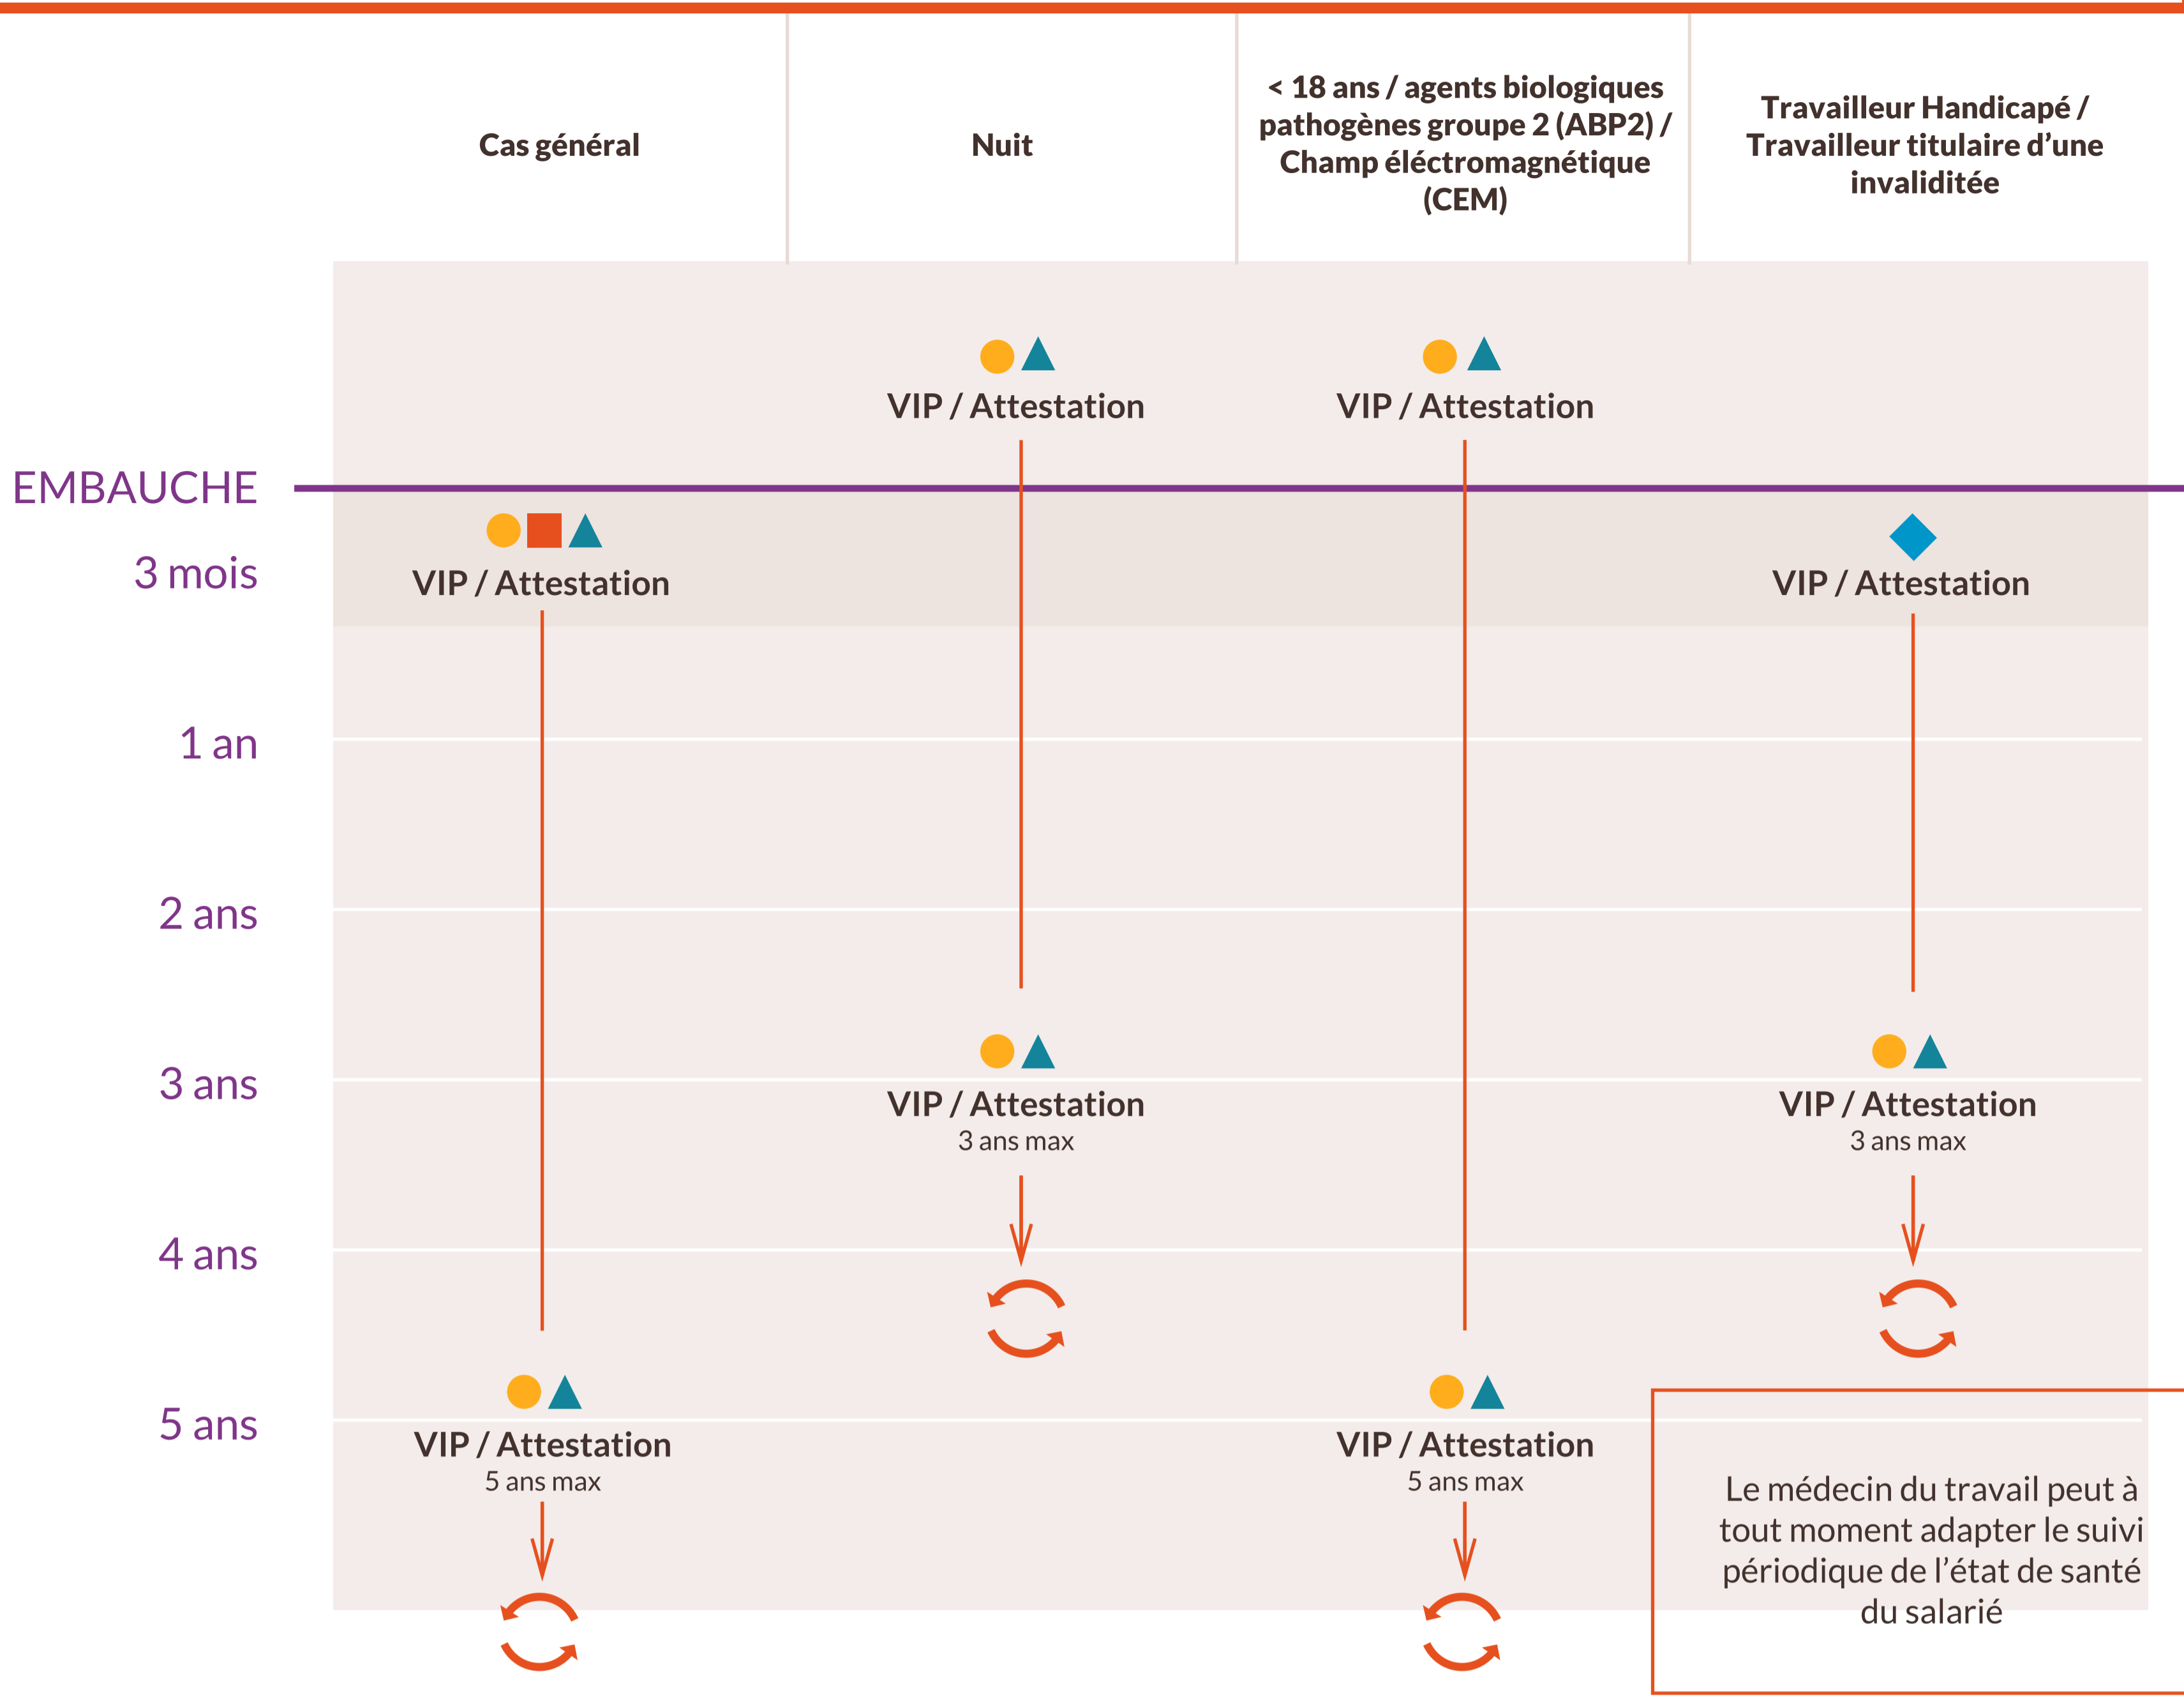 Cas général
Nuit
< 18 ans / agents biologiques
pathogènes groupe 2 (ABP2) /
Champ éléctromagnétique
(CEM)
Travailleur Handicapé /
Travailleur titulaire d’une
invaliditée
VIP / Attestation
VIP / Attestation
EMBAUCHE
3 mois
VIP / Attestation
VIP / Attestation
1 an
2 ans
3 ans
VIP / Attestation
3 ans max
VIP / Attestation
3 ans max
4 ans
5 ans
VIP / Attestation
5 ans max
VIP / Attestation
5 ans max
Le médecin du travail peut à
tout moment adapter le suivi
périodique de l’état de santé
du salarié